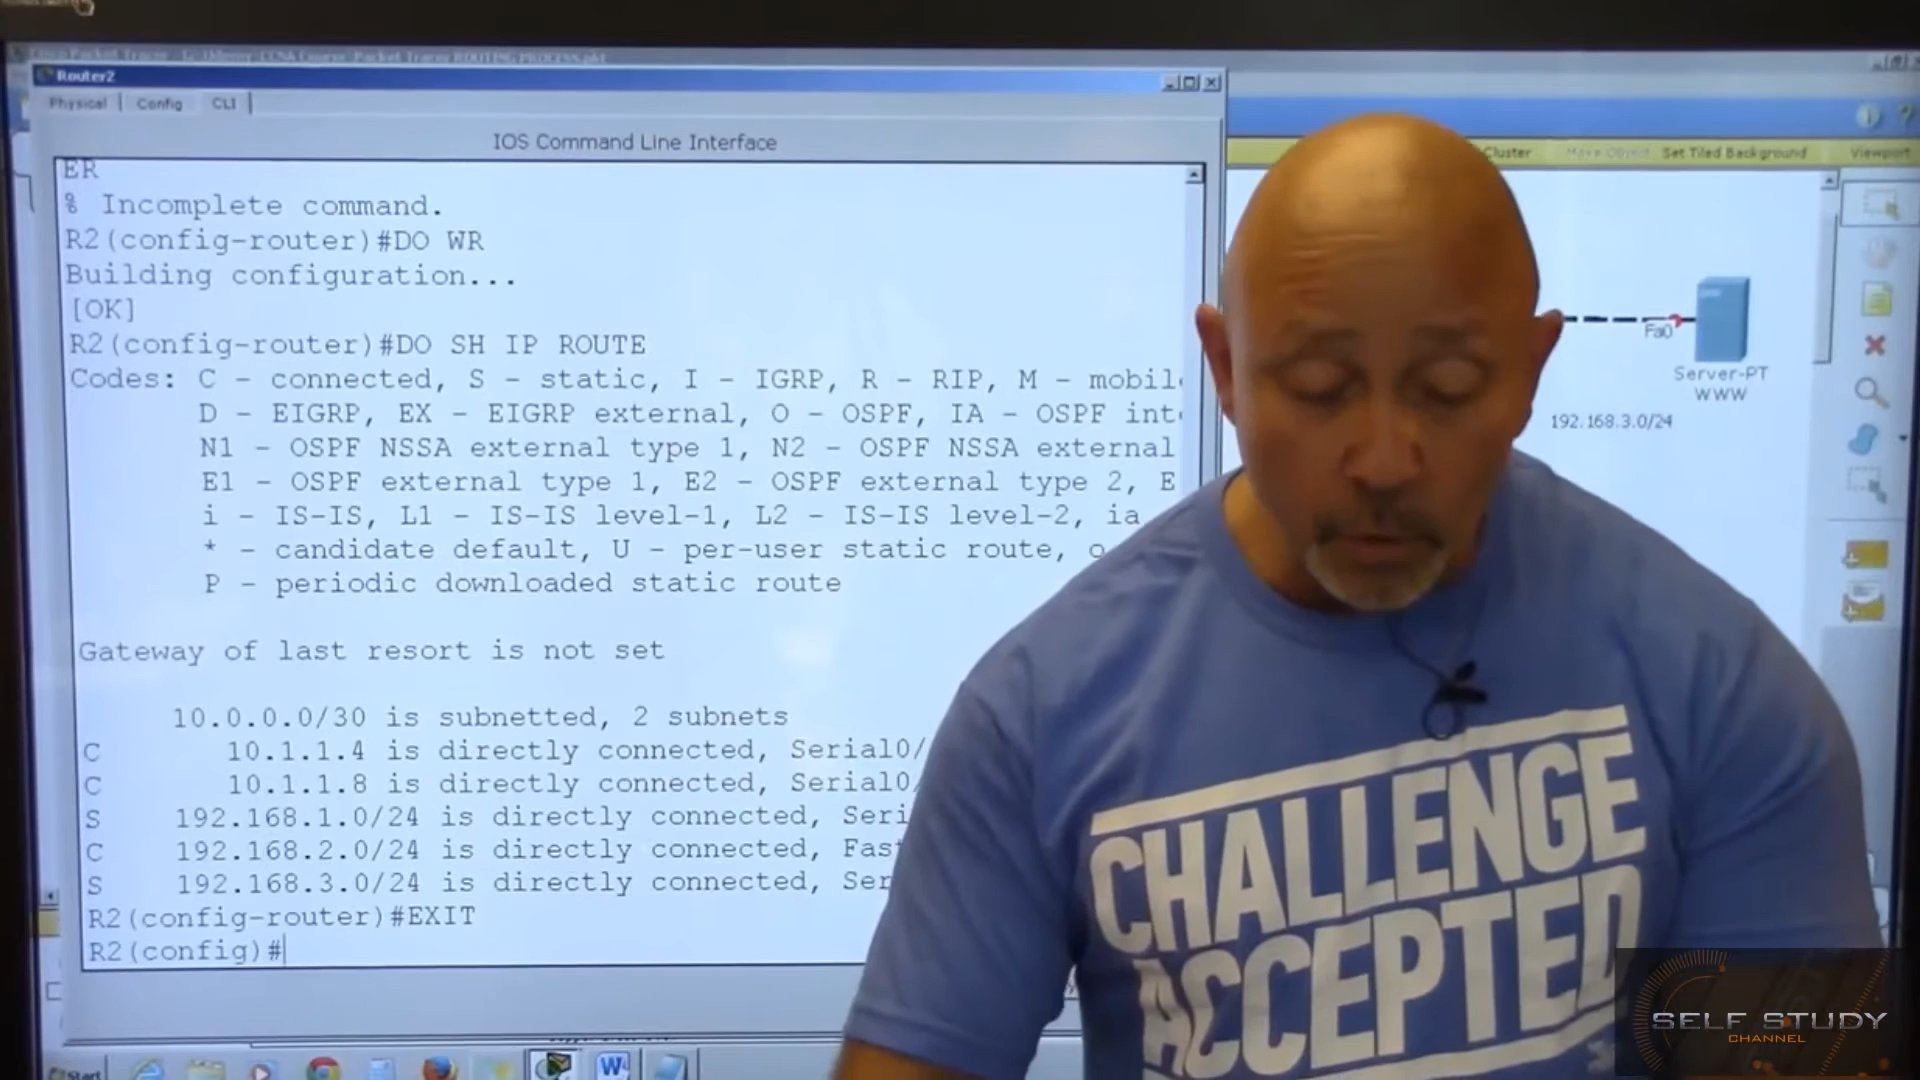 Router2
Physical
Config
CLI
IOS Command Line Interface
ER
% Incomplete command.
R2(config-router)#DO WR
Building configuration...
[OK]
R2(config-router)#DO SH IP ROUTE
Codes: C - connected, S - static, I - IGRP, R - RIP, M -
D - EIGRP, EX - EIGRP external, O - OSPF, IA - OSPF
N1 - OSPF NSSA external type 1, N2 - OSPF NSSA external
E1 - OSPF external type 1, E2 - OSPF external type 2, E
i - IS-IS, L1 - IS-IS level-1, L2 - IS-IS level-2, ia
* - candidate default, U - per-user static route, o
P - periodic downloaded static route
Gateway of last resort is not set
10.0.0.0/30 is subnetted, 2 subnets
C 10.1.1.4 is directly connected, Serial0/
C 10.1.1.8 is directly connected, Serial0/
S 192.168.1.0/24 is directly connected,
C 192.168.2.0/24 is directly connected,
S 192.168.3.0/24 is directly connected,
R2(config-router)#EXIT
R2(config)#
Cluster
Move Object
Set Tiled Background
Viewport
Fa0
Server-PT
WWW
192.168.3.0/24
CHALLENGE
ACCEPTED
SELF STUDY
CHANNEL
Start